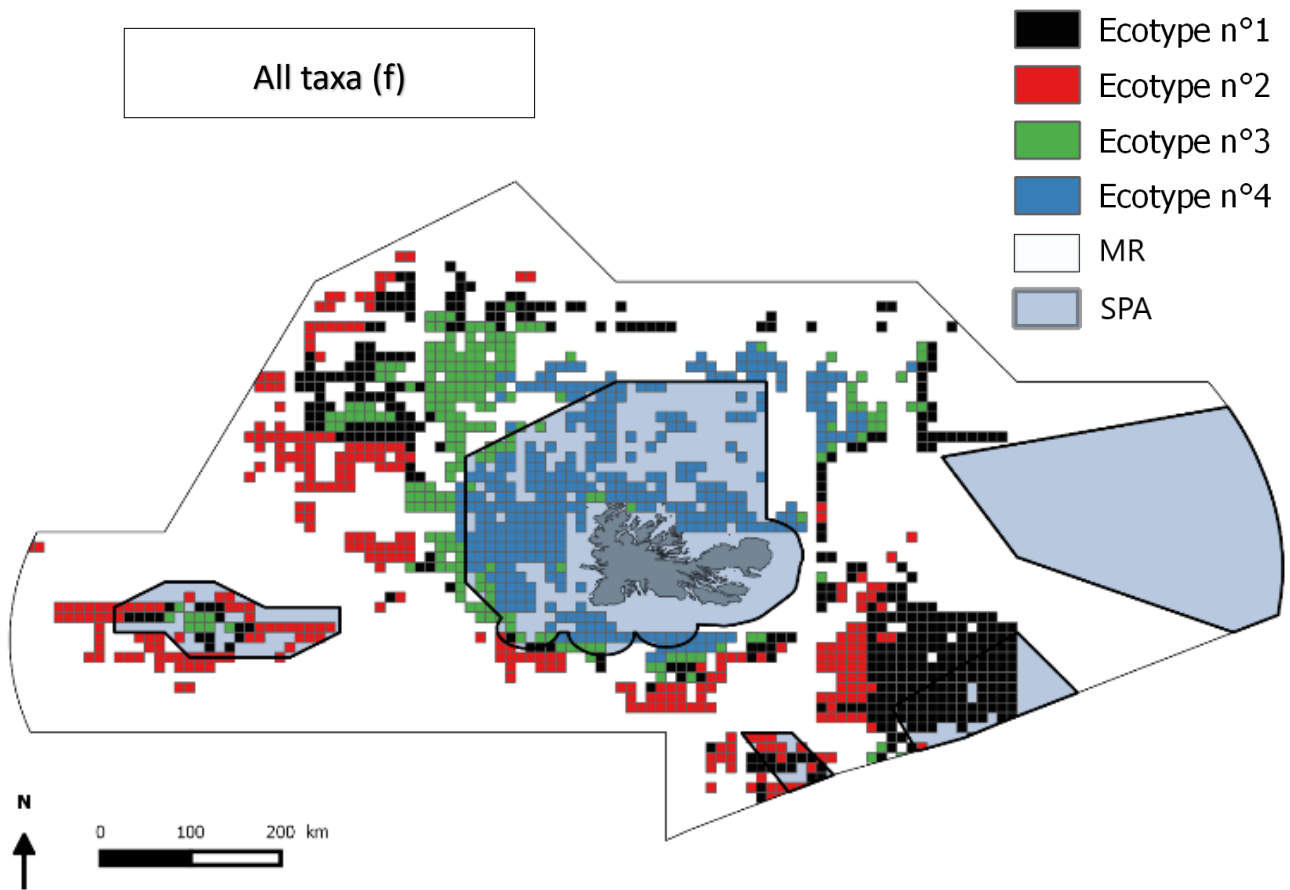 All taxa (f)
Ecotype n°1
Ecotype n°2
Ecotype n°3
Ecotype n°4
MR
SPA
N
0 100 200 km